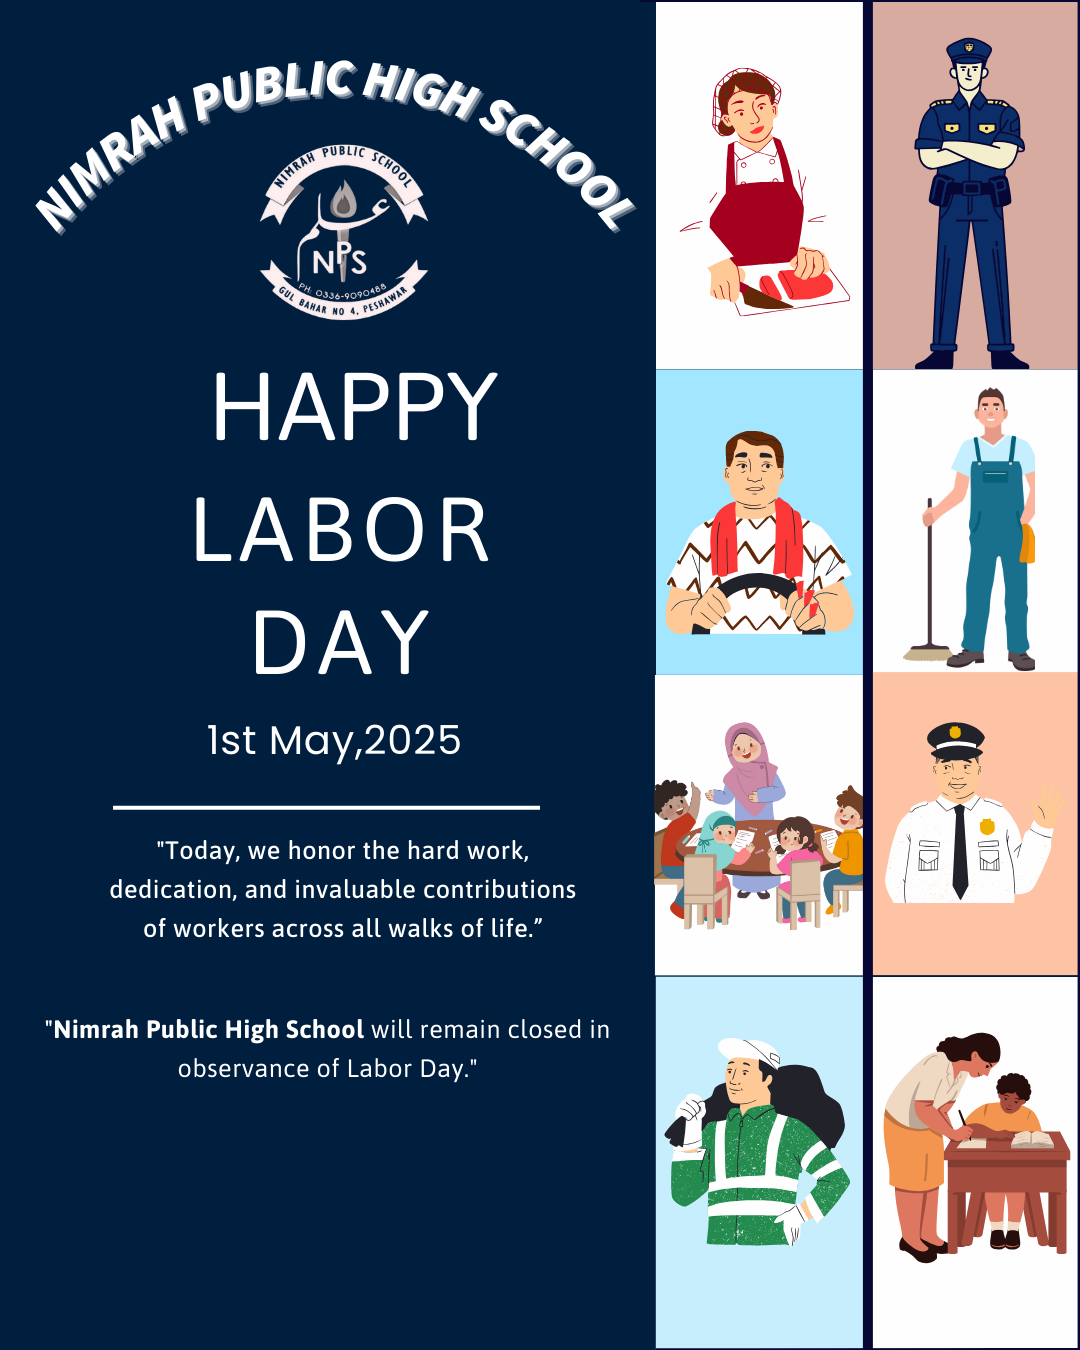 NIMRAH PUBLIC HIGH SCHOOL
NIMRAH PUBLIC SCHOOL
علم
NPS
PH: 0336-9090488
GUL BAHAR NO 4, PESHAWAR
HAPPY
LABOR
DAY
1st May,2025
"Today, we honor the hard work,
dedication, and invaluable contributions
of workers across all walks of life.”
"Nimrah Public High School will remain closed in
observance of Labor Day."